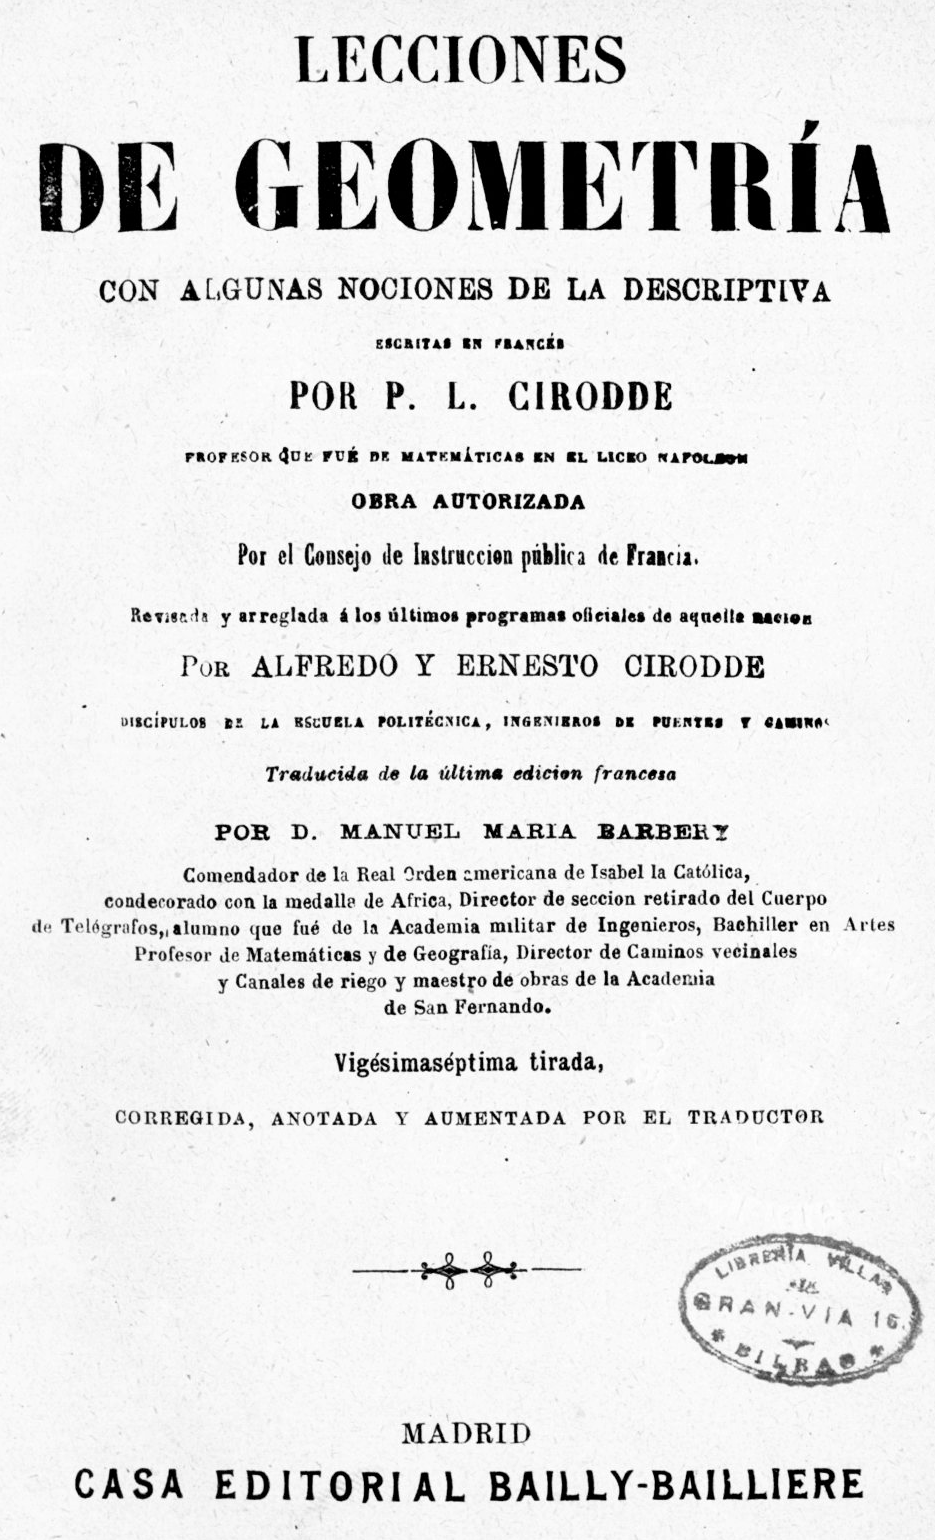 LECCIONES
DE GEOMETRÍA
CON ALGUNAS NOCIONES DE LA DESCRIPTIVA
ESCRITAS EN FRANCÉS
POR P. L. CIRODDE
PROFESOR QUE FUÉ DE MATEMÁTICAS EN EL LICEO NAPOLEON
OBRA AUTORIZADA
Por el Consejo de Instruccion pública de Francia.
Revisada y arreglada á los últimos programas oficiales de aquella nacion
POR ALFREDO Y ERNESTO CIRODDE
DISCÍPULOS DE LA ESCUELA POLITÉCNICA, INGENIEROS DE PUENTES Y CAMINOS
Traducida de la última edicion francesa
POR D. MANUEL MARIA BARBERY
Comendador de la Real Orden americana de Isabel la Católica,
condecorado con la medalla de Africa, Director de seccion retirado del Cuerpo
de Telégrafos, alumno que fué de la Academia militar de Ingenieros, Bachiller en Artes
Profesor de Matemáticas y de Geografía, Director de Caminos vecinales
y Canales de riego y maestro de obras de la Academia
de San Fernando.
Vigésimaséptima tirada,
CORREGIDA, ANOTADA Y AUMENTADA POR EL TRADUCTOR
LIBRERÍA VILLAR
GRAN-VIA 16.
* BILBAO *
MADRID
CASA EDITORIAL BAILLY-BAILLIERE